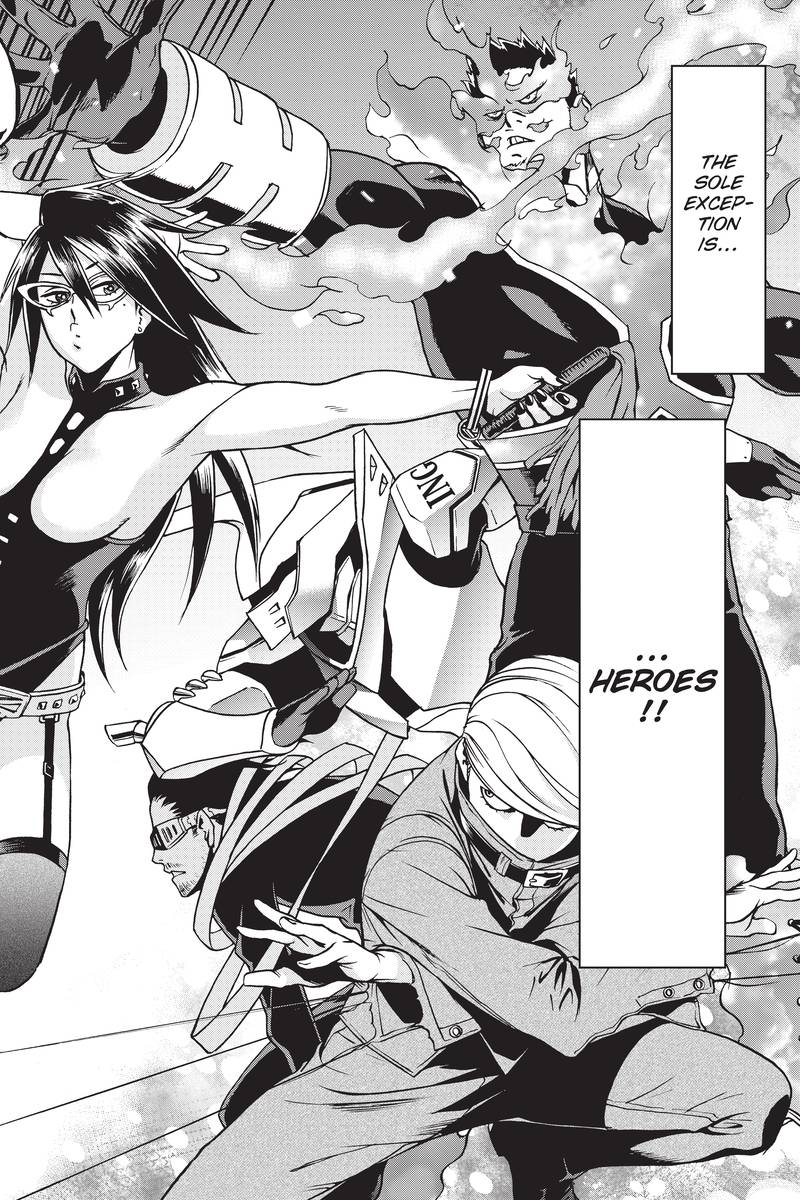 THE
SOLE
EXCEP-
TION
IS...
ING
...
HEROES
!!